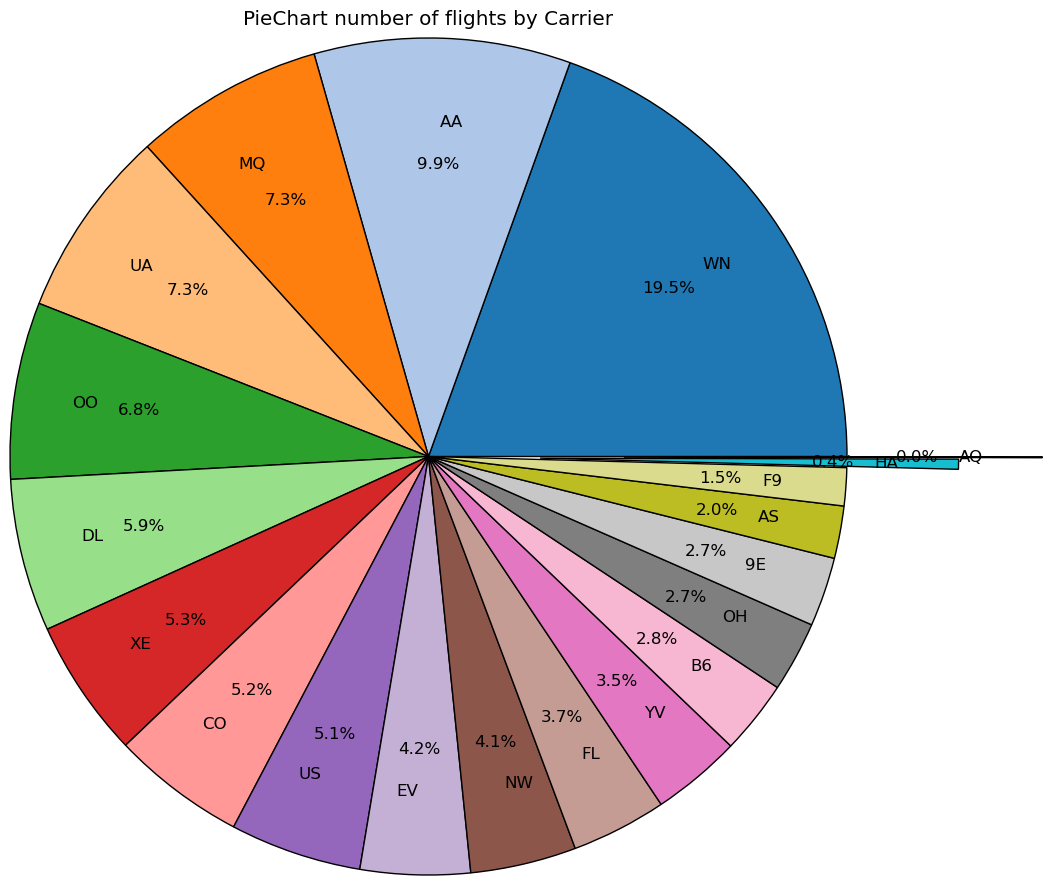 PieChart number of flights by Carrier
AA
9.9%
MQ
7.3%
WN
19.5%
UA
7.3%
OO
6.8%
DL
5.9%
XE
5.3%
CO
5.2%
US
5.1%
EV
4.2%
NW
4.1%
FL
3.7%
YV
3.5%
B6
2.8%
OH
2.7%
9E
2.7%
AS
2.0%
F9
1.5%
HA
0.4%
AQ
0.0%